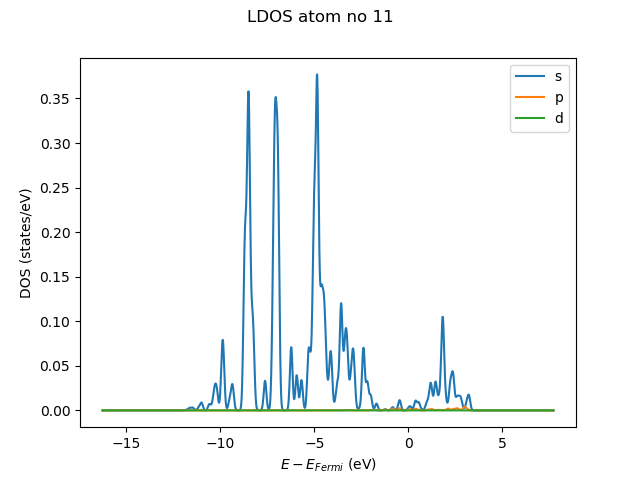 LDOS atom no 11
DOS (states/eV)
0.35
0.30
0.25
0.20
0.15
0.10
0.05
0.00
s
p
d
−15
−10
−5
0
5
E − E_Fermi (eV)